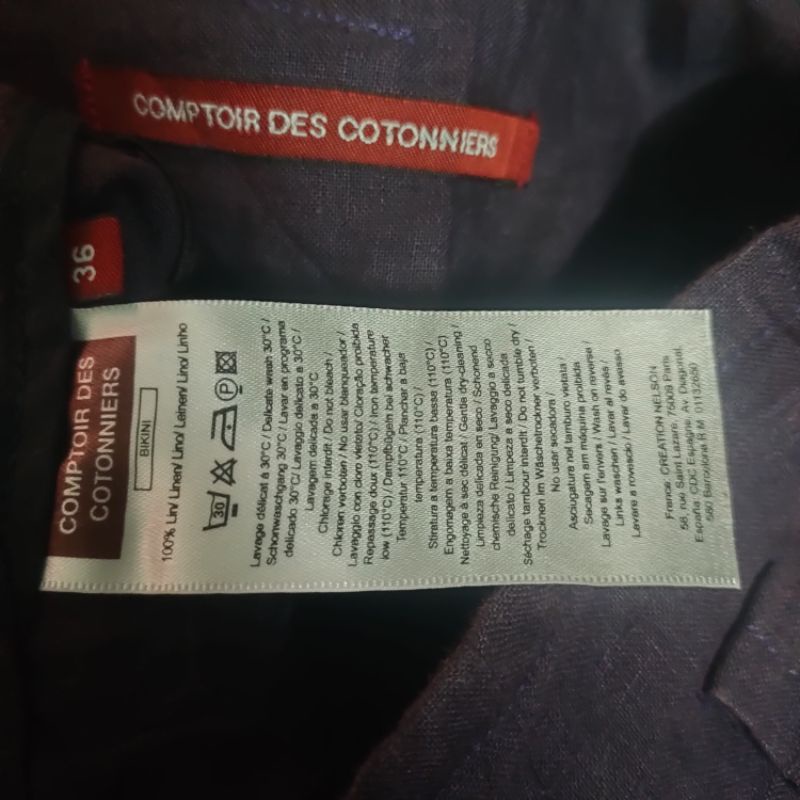 COMPTOIR DES COTONNIERS
36
COMPTOIR DES
COTONNIERS
BIKINI
100% Lin/ Linen/ Lino/ Leinen/ Lino/ Linho
30 P
Lavage délicat à 30°C / Delicate wash 30°C /
Schonwaschgang 30°C / Lavar en programa
delicado 30°C/ Lavaggio delicato a 30°C /
Lavagem delicada a 30°C
Chlorage interdit / Do not bleach /
Chloren verboten / No usar blanqueador /
Lavaggio con cloro vietato/ Cloração proibida
Repassage doux (110°C) / Iron temperature
low (110°C) / Dampfbügeln bei schwacher
Temperatur 110°C / Planchar a baja
temperatura (110°C) /
Stiratura a temperatura bassa (110°C) /
Engomagem a baixa temperatura (110°C)
Nettoyage à sec délicat / Gentle dry-cleaning /
Limpieza delicada en seco / Schonend
chemische Reinigung/ Lavaggio a secco
delicato / Limpeza a seco delicada
Séchage tambour interdit / Do not tumble dry /
Trocknen im Wäschetrockner verboten /
No usar secadora /
Asciugatura nel tamburo vietata /
Secagem am máquina proibida
Lavage sur l'envers / Wash on reverse /
Links waschen / Lavar al revés /
Lavare a rovescio / Lavar do avesso
France CREATION NELSON
58, rue Saint Lazare, 75009 Paris
España CDC Espagne Av. Diagonal,
580 Barcelone R.M.